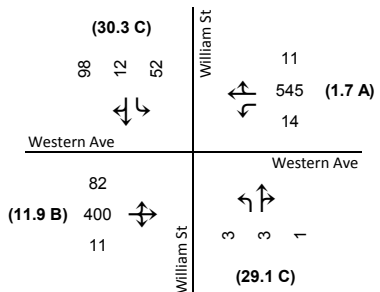 (30.3 C)
98 12 52
William St
11
545 (1.7 A)
14
Western Ave
Western Ave
82
(11.9 B) 400
11
William St
3 3 1
(29.1 C)